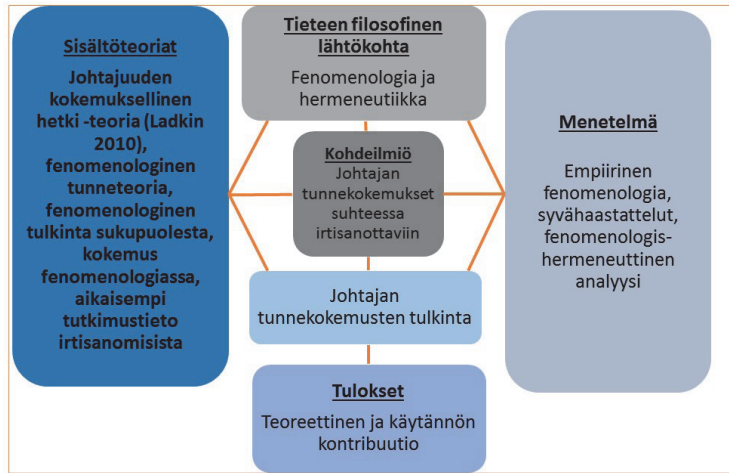 Sisältöteoriat
Johtajuuden
kokemuksellinen
hetki -teoria (Ladkin
2010),
fenomenologinen
tunneteoria,
fenomenologinen
tulkinta sukupuolesta,
kokemus
fenomenologiassa,
aikaisempi
tutkimustieto
irtisanomisista
Tieteen filosofinen
lähtökohta
Fenomenologia ja
hermeneutiikka
Kohdeilmiö
Johtajan
tunnekokemukset
suhteessa
irtisanottaviin
Johtajan
tunnekokemusten tulkinta
Tulokset
Teoreettinen ja käytännön
kontribuutio
Menetelmä
Empiirinen
fenomenologia,
syvähaastattelut,
fenomenologis-
hermeneuttinen
analyysi